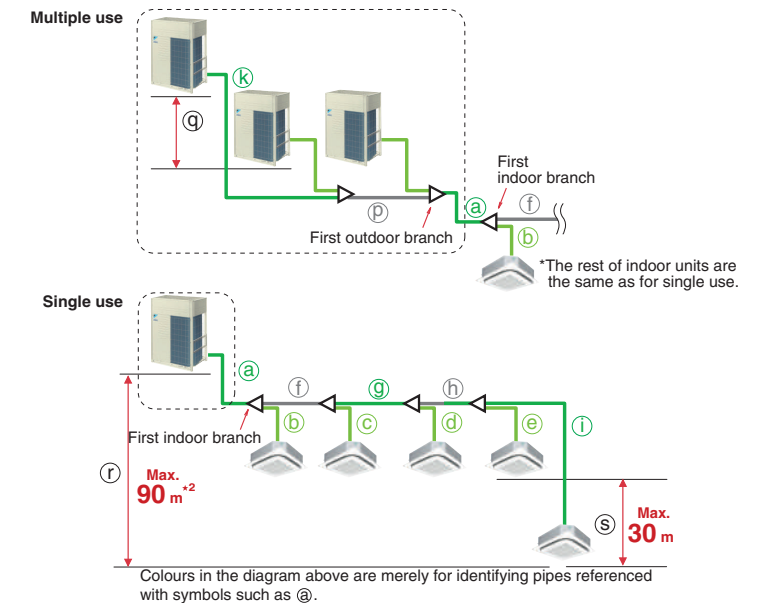 Multiple use
ⓚ
ⓠ
First
indoor branch
ⓐ
ⓕ
ⓟ
ⓑ
First outdoor branch
*The rest of indoor units are
the same as for single use.
Single use
ⓐ
ⓕ
ⓖ
ⓗ
ⓑ
ⓒ
ⓓ
ⓔ
ⓘ
First indoor branch
ⓡ
Max.
90 m*2
ⓢ
Max.
30 m
Colours in the diagram above are merely for identifying pipes referenced
with symbols such as ⓐ.